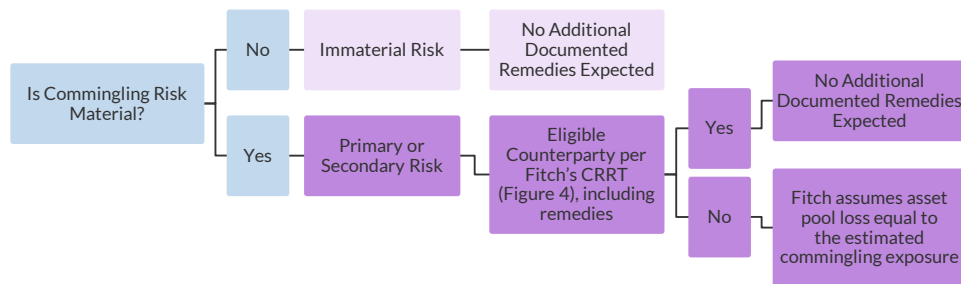 Is Commingling Risk
Material?
No
Immaterial Risk
No Additional
Documented
Remedies Expected
Yes
Primary or
Secondary Risk
Eligible
Counterparty per
Fitch's CRRT
(Figure 4), including
remedies
Yes
No Additional
Documented Remedies
Expected
No
Fitch assumes asset
pool loss equal to
the estimated
commingling exposure